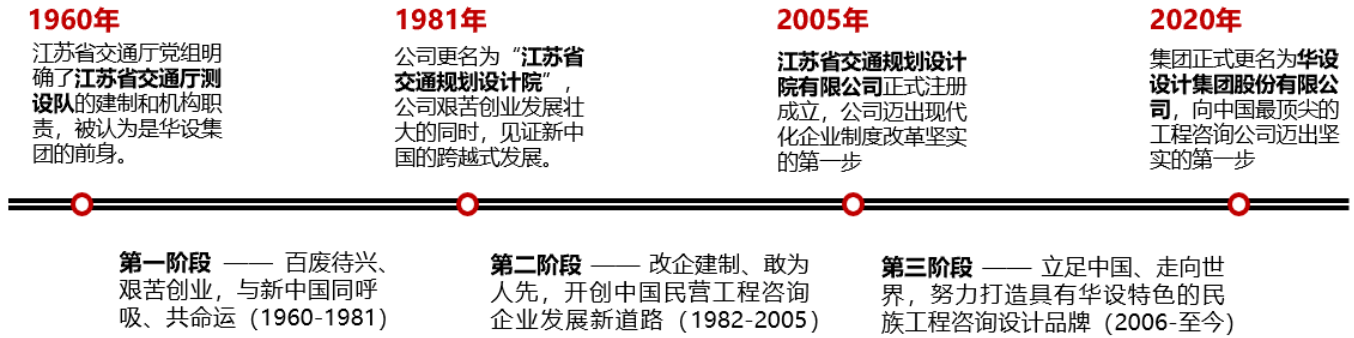 1960年
江苏省交通厅党组明
确了江苏省交通厅测
设队的建制和机构职
责，被认为是华设集
团的前身。
1981年
公司更名为“江苏省
交通规划设计院”，
公司艰苦创业发展壮
大的同时，见证新中
国的跨越式发展。
2005年
江苏省交通规划设计
院有限公司正式注册
成立，公司迈出现代
化企业制度改革坚实
的第一步
2020年
集团正式更名为华设
设计集团股份有限公
司，向中国最顶尖的
工程咨询公司迈出坚
实的第一步
第一阶段 —— 百废待兴、
艰苦创业，与新中国同呼
吸、共命运（1960-1981）
第二阶段 —— 改企建制、敢为
人先，开创中国民营工程咨询
企业发展新道路（1982-2005）
第三阶段 —— 立足中国、走向世
界，努力打造具有华设特色的民
族工程咨询设计品牌（2006-至今）